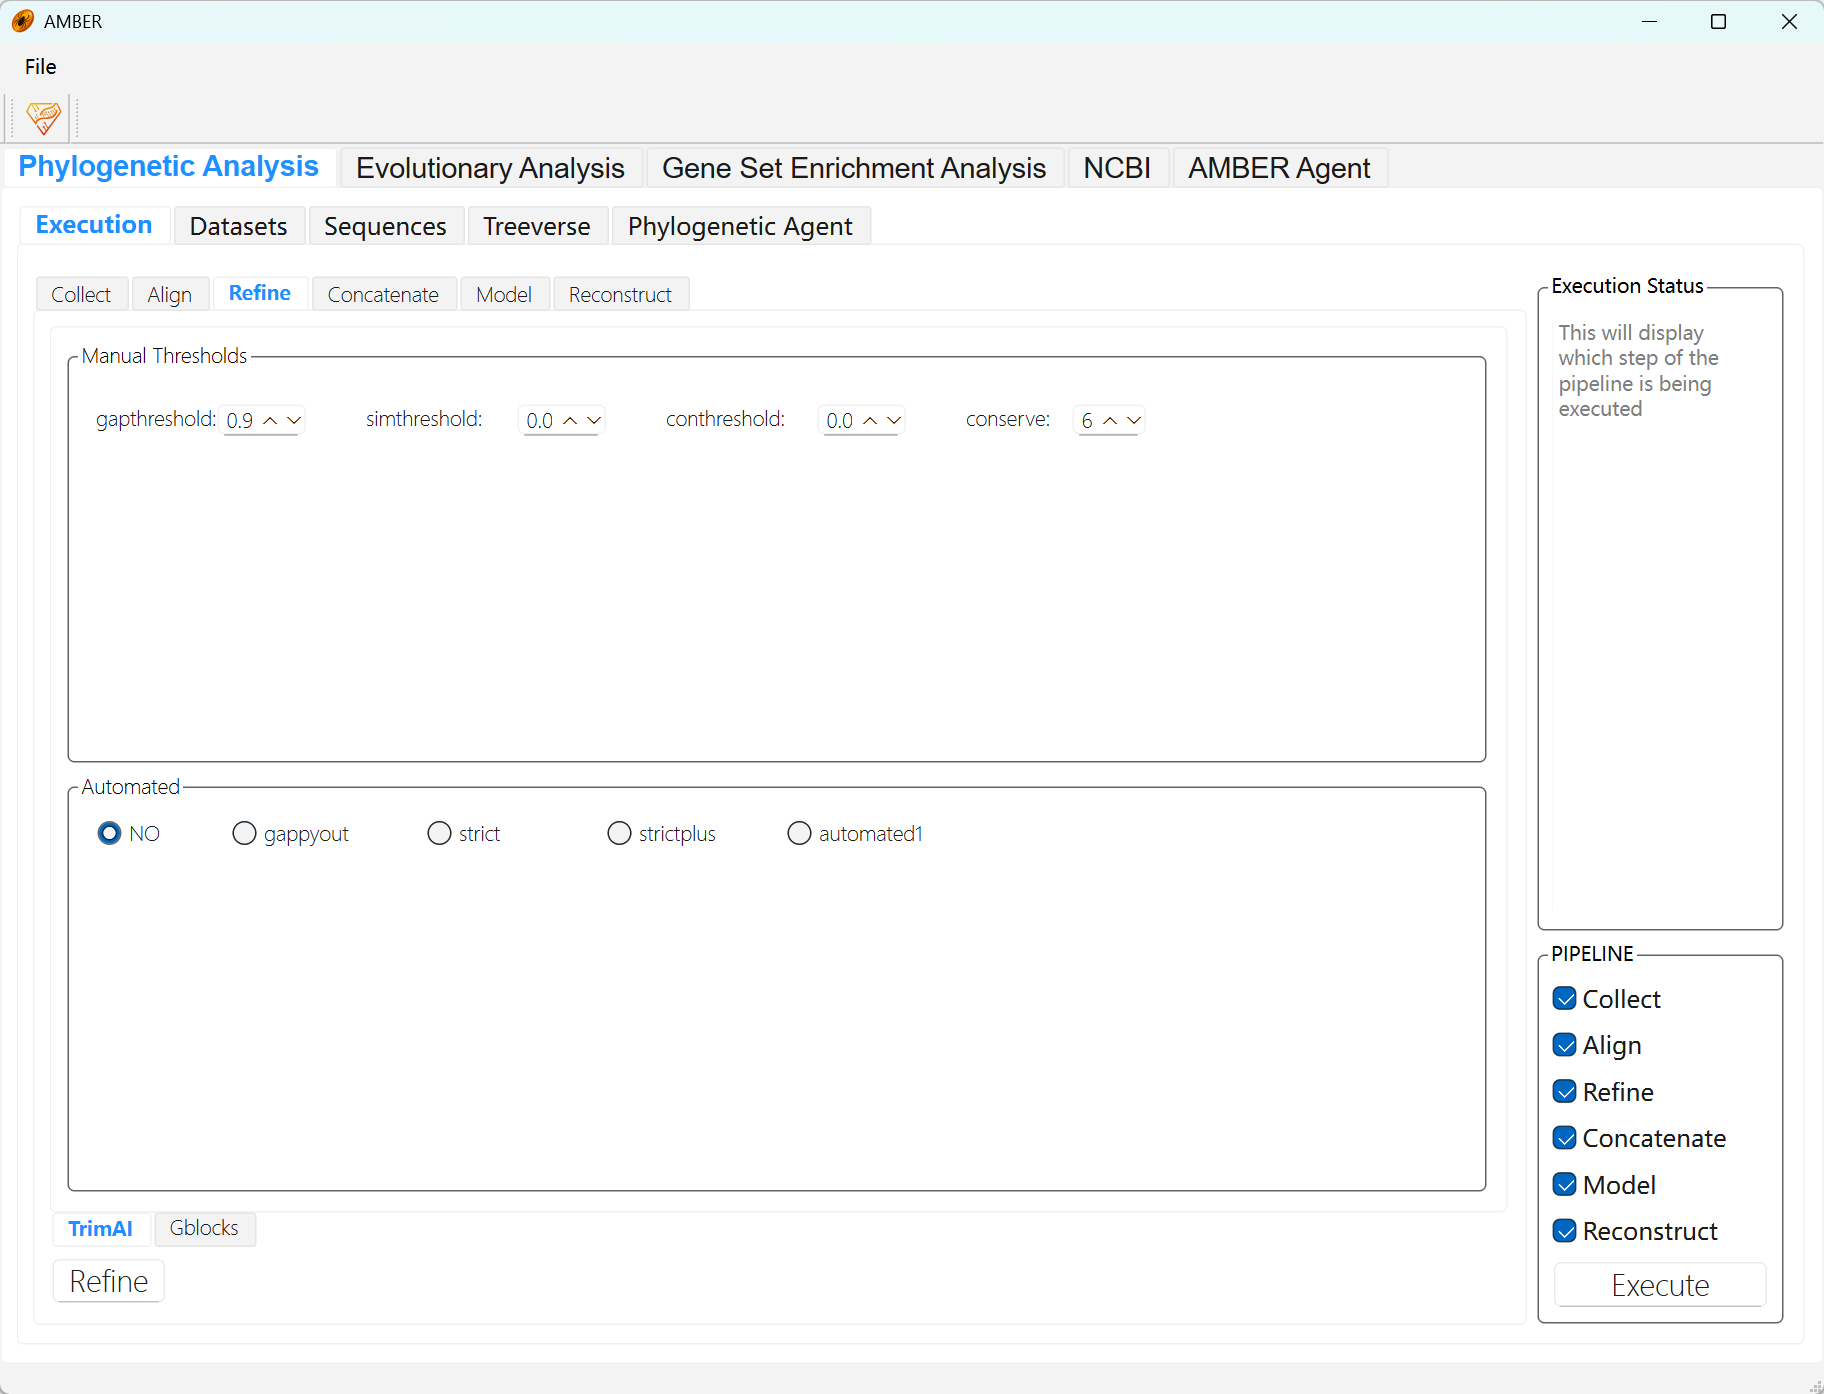 AMBER
File
Phylogenetic Analysis Evolutionary Analysis Gene Set Enrichment Analysis NCBI AMBER Agent
Execution Datasets Sequences Treeverse Phylogenetic Agent
Collect Align Refine Concatenate Model Reconstruct
Manual Thresholds
gapthreshold: 0.9 simthreshold: 0.0 conthreshold: 0.0 conserve: 6
Automated
NO gappyout strict strictplus automated1
TrimAl Gblocks
Refine
Execution Status
This will display
which step of the
pipeline is being
executed
PIPELINE
Collect
Align
Refine
Concatenate
Model
Reconstruct
Execute